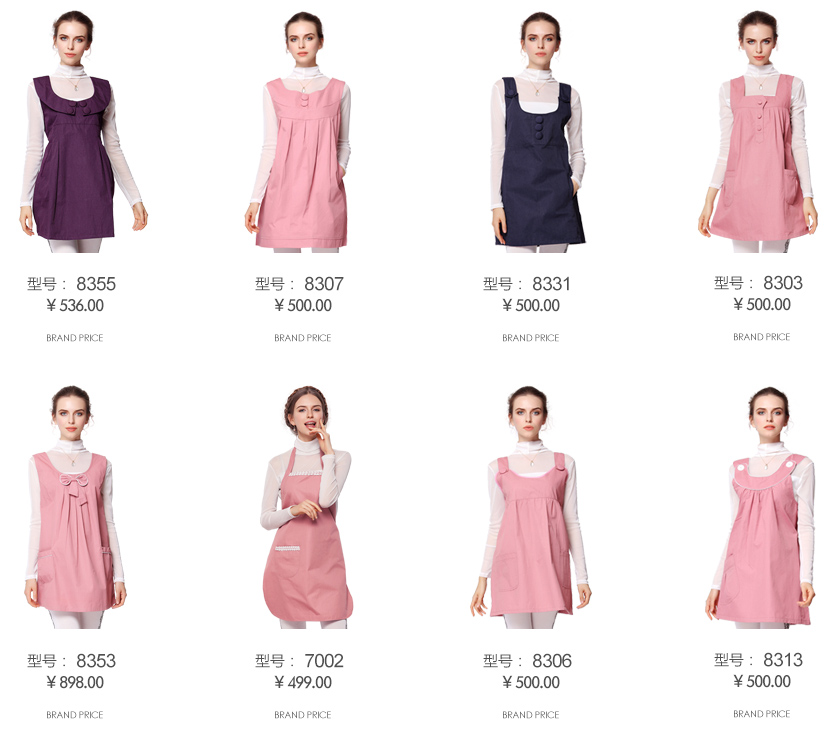 型号： 8355
￥536.00
BRAND PRICE
型号： 8307
￥500.00
BRAND PRICE
型号： 8331
￥500.00
BRAND PRICE
型号： 8303
￥500.00
BRAND PRICE
型号： 8353
￥898.00
BRAND PRICE
型号： 7002
￥499.00
BRAND PRICE
型号： 8306
￥500.00
BRAND PRICE
型号： 8313
￥500.00
BRAND PRICE